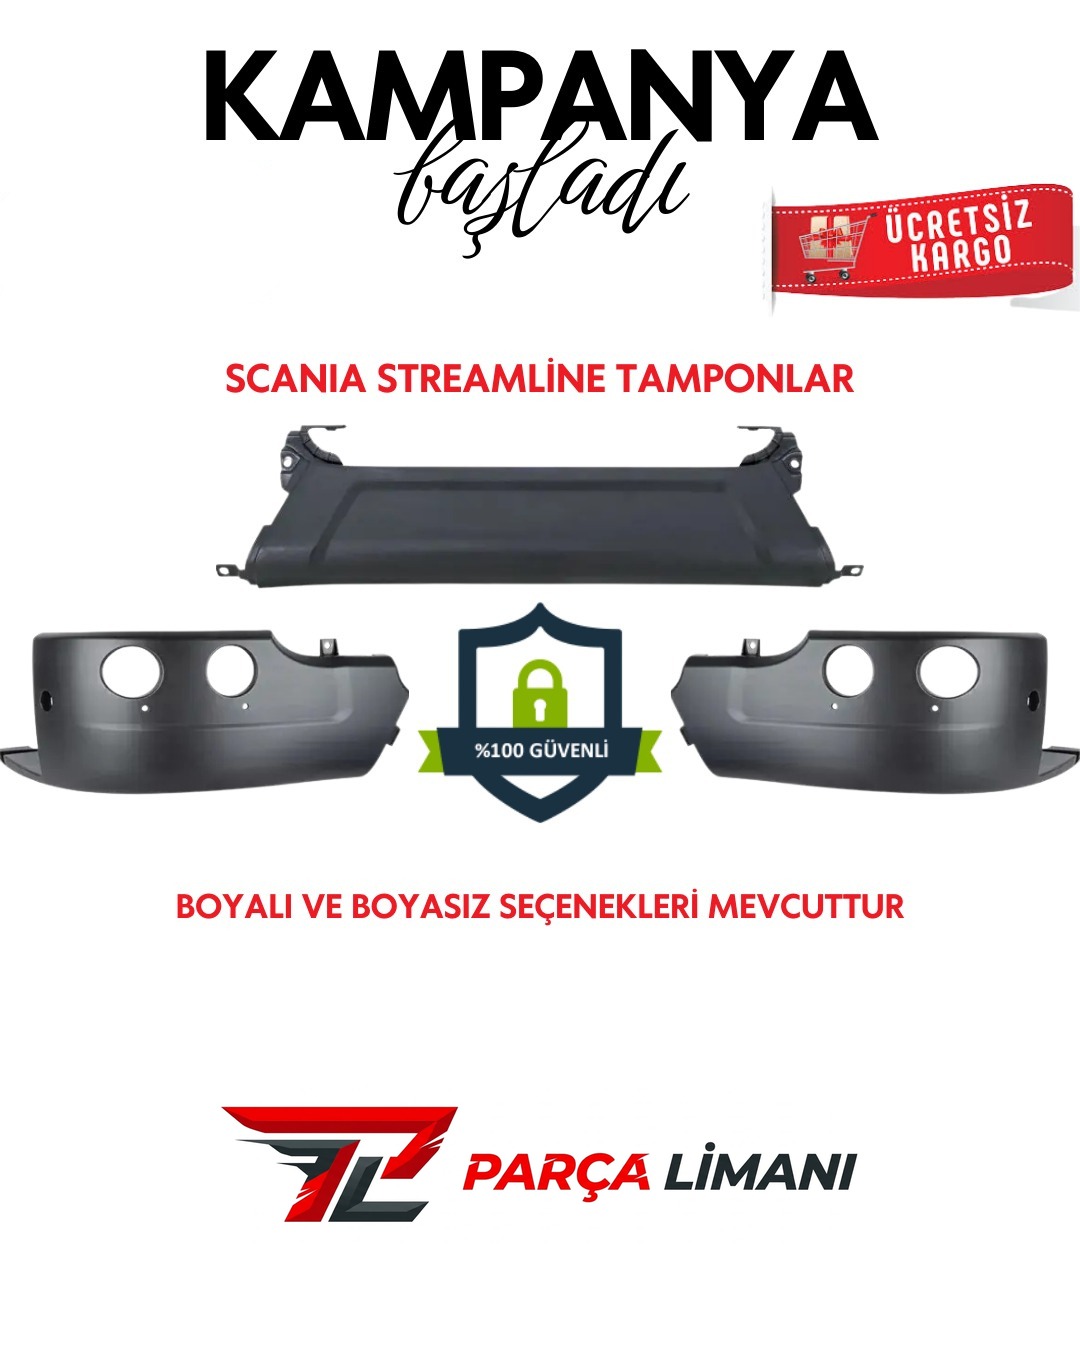 KAMPANYA
başladı
ÜCRETSİZ
KARGO
SCANIA STREAMLİNE TAMPONLAR
%100 GÜVENLİ
BOYALI VE BOYASIZ SEÇENEKLERİ MEVCUTTUR
PARÇA LİMANI